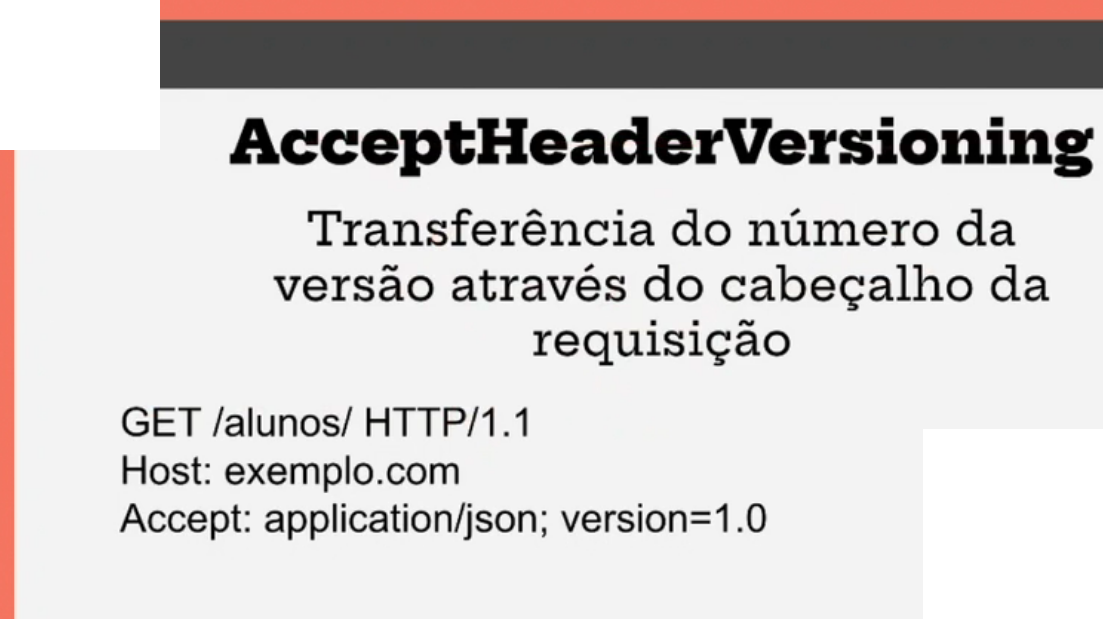 AcceptHeaderVersioning
Transferência do número da
versão através do cabeçalho da
requisição
GET /alunos/ HTTP/1.1
Host: exemplo.com
Accept: application/json; version=1.0